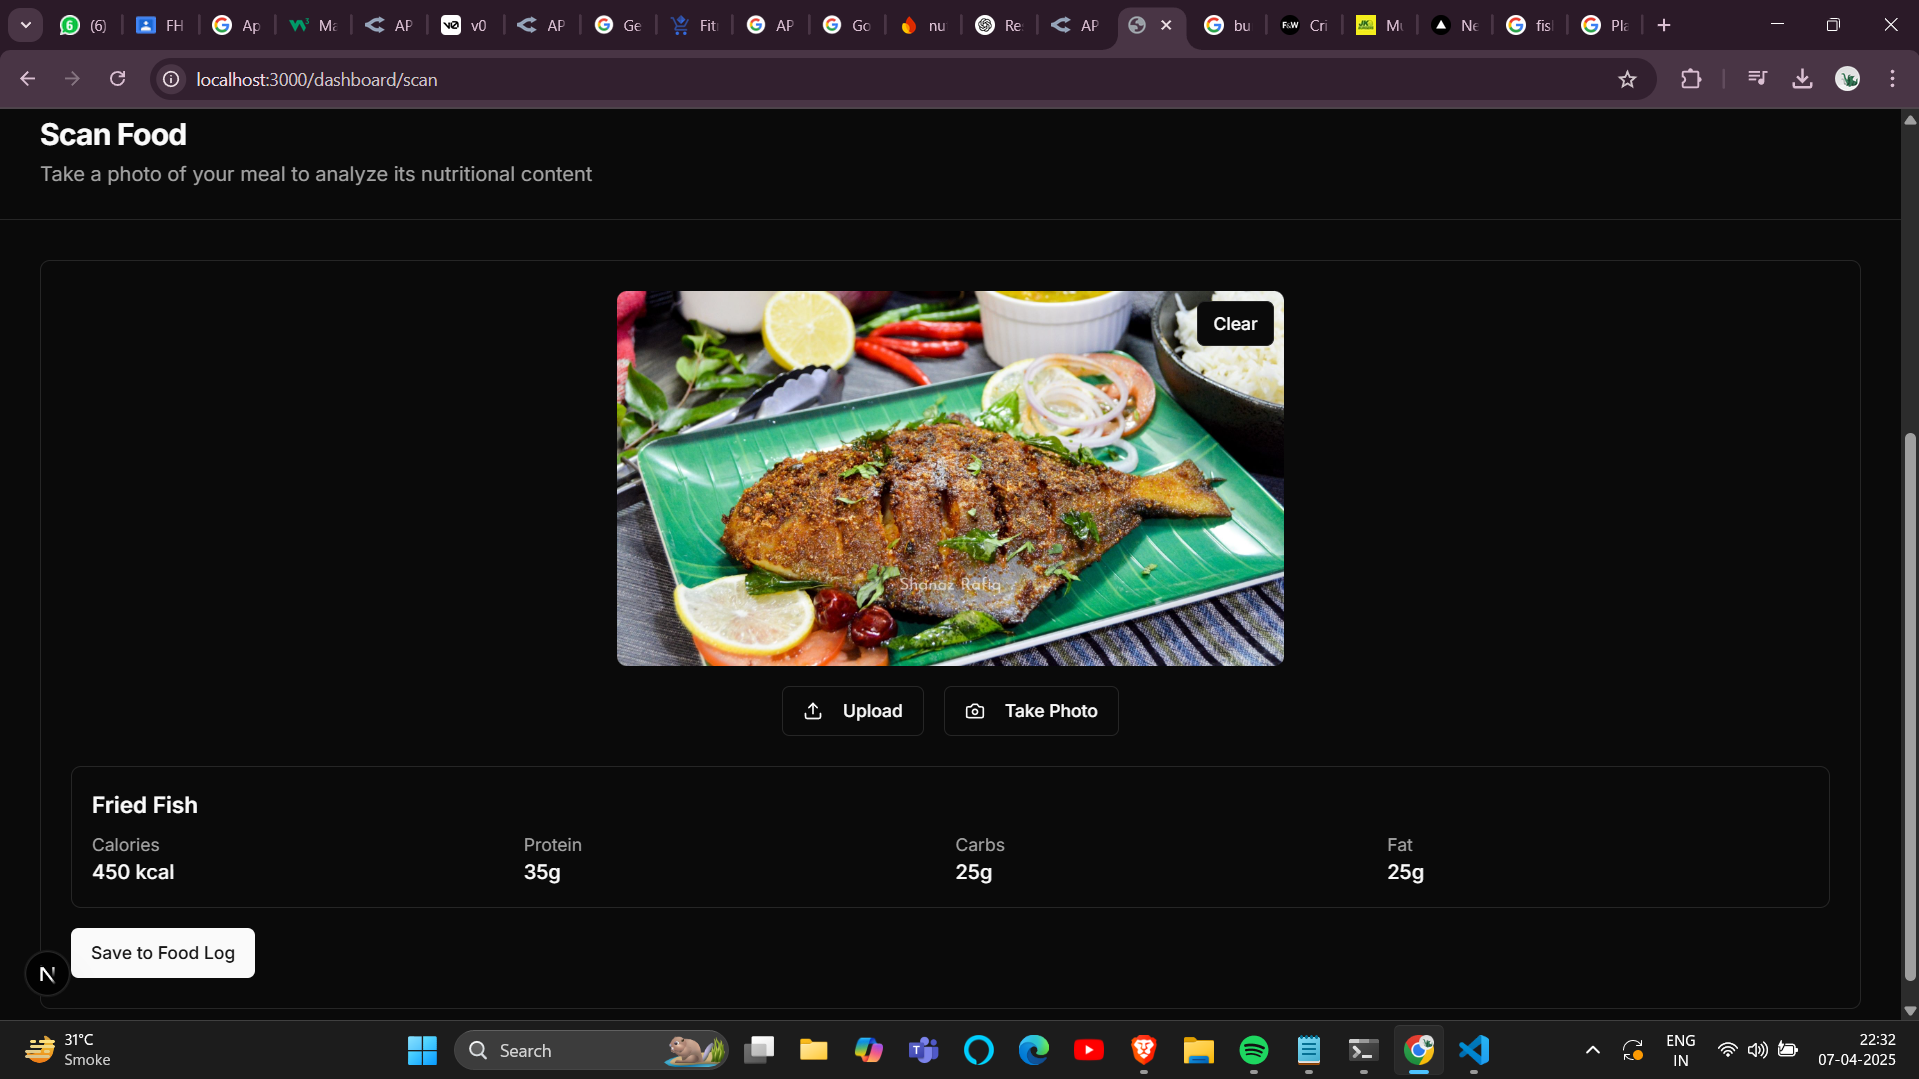 (6)
FH
Ap
Ma
AP
v0
AP
Ge
Fit
AP
Go
nu
Re
AP
bu
F&W
Cri
JK
Mu
Ne
fis
Pla
localhost:3000/dashboard/scan
Scan Food
Take a photo of your meal to analyze its nutritional content
Clear
Shanaz Rafiq
Upload
Take Photo
Fried Fish
Calories
Protein
Carbs
Fat
450 kcal
35g
25g
25g
Save to Food Log
N
31°C
Smoke
Search
ENG
IN
22:32
07-04-2025